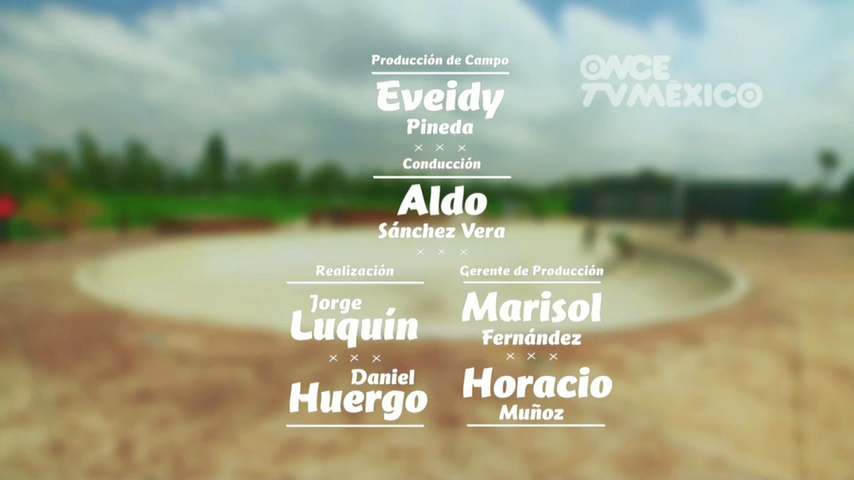 Producción de Campo
Eveidy
Pineda
x x x
Conducción
Aldo
Sánchez Vera
x x x
Realización
Jorge
Luquín
x x x
Daniel
Huergo
Gerente de Producción
Marisol
Fernández
x x x
Horacio
Muñoz
ONCE
TV MÉXICO